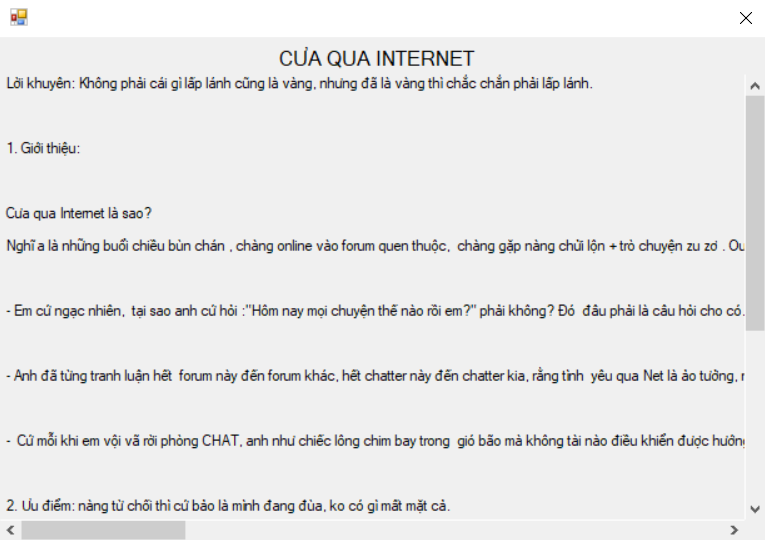 CƯA QUA INTERNET
Lời khuyên: Không phải cái gì lấp lánh cũng là vàng, nhưng đã là vàng thì chắc chắn phải lấp lánh.
1. Giới thiệu:
Cưa qua Internet là sao?
Nghĩa là những buổi chiều bùn chán , chàng online vào forum quen thuộc, chàng gặp nàng chửi lộn + trò chuyện zu zơ . Ou
- Em cứ ngạc nhiên, tại sao anh cứ hỏi :"Hôm nay mọi chuyện thế nào rồi em?" phải không? Đó đâu phải là câu hỏi cho có.
- Anh đã từng tranh luận hết forum này đến forum khác, hết chatter này đến chatter kia, rằng tình yêu qua Net là ảo tưởng,
- Cứ mỗi khi em vội vã rời phòng CHAT, anh như chiếc lông chim bay trong gió bão mà không tài nào điều khiển được hướng
2. Ưu điểm: nàng từ chối thì cứ bảo là mình đang đùa, ko có gì mất mặt cả.